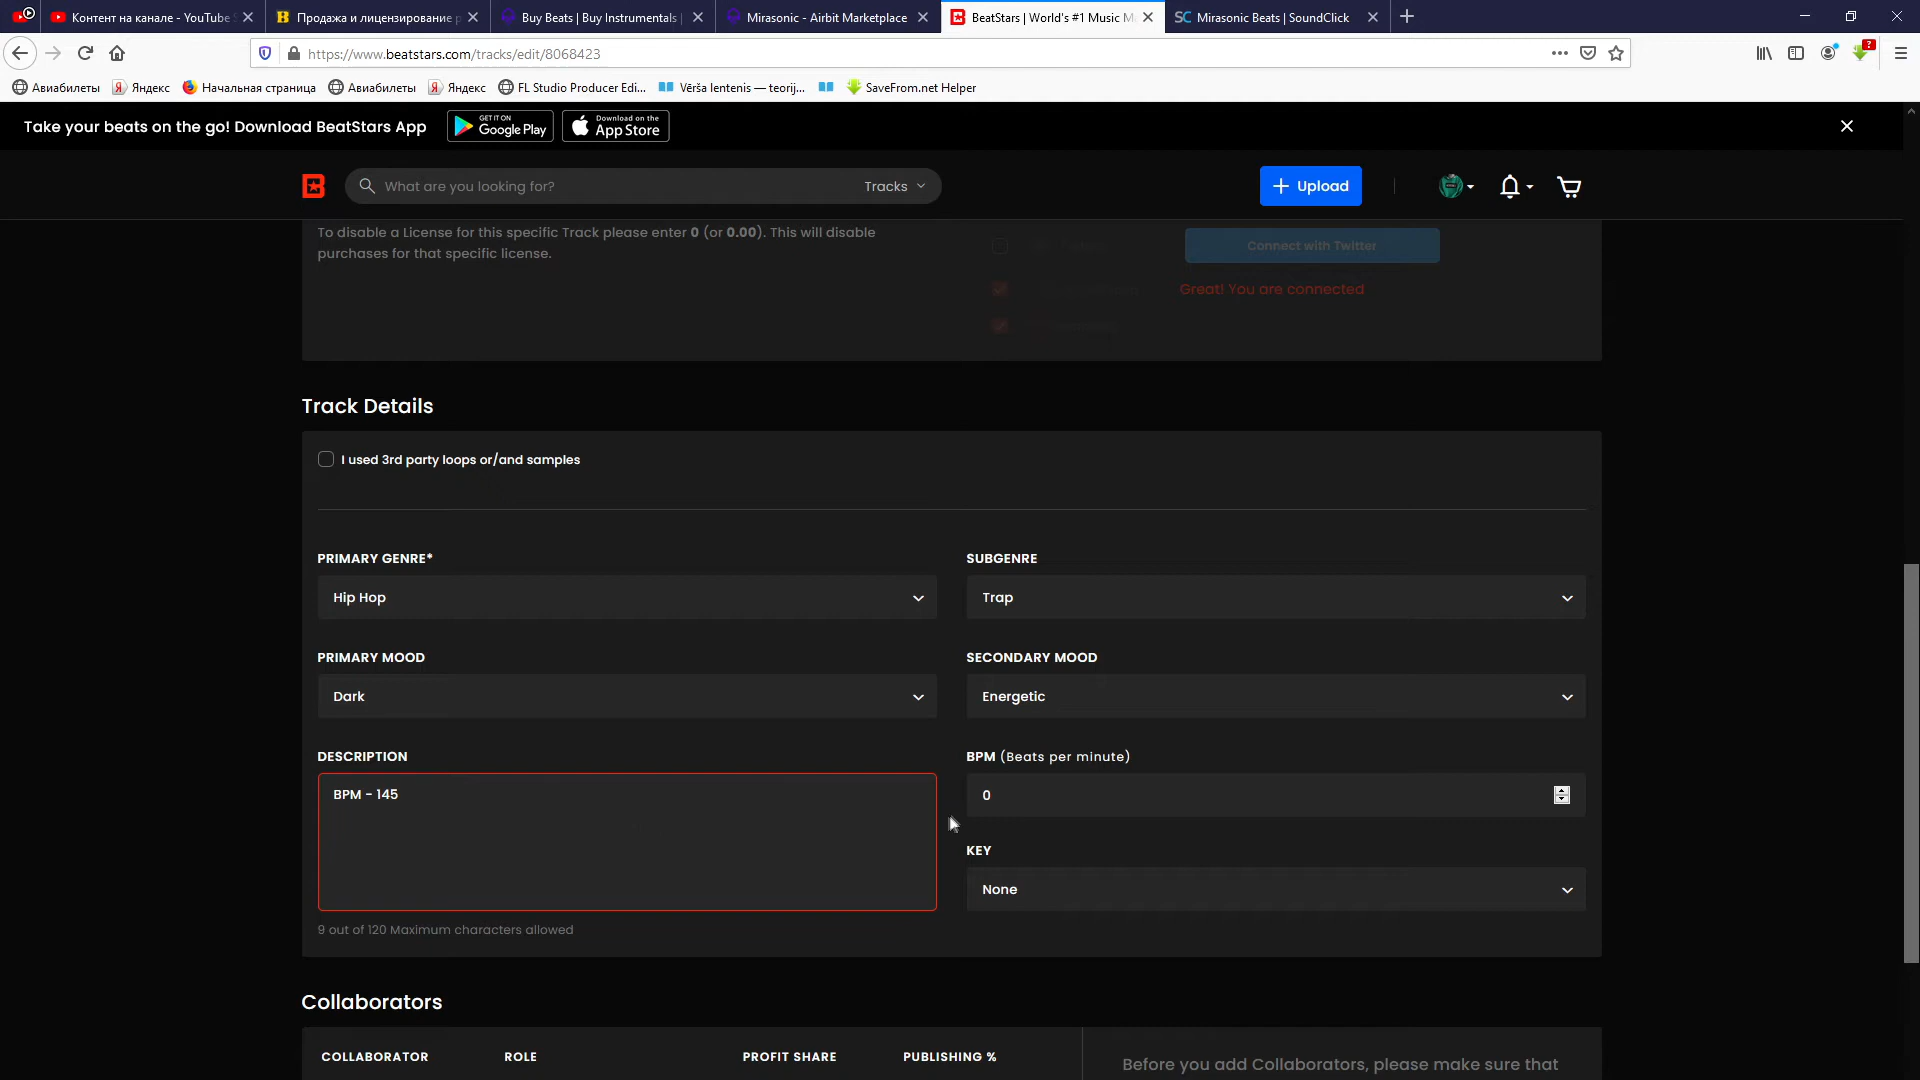 Контент на канале - YouTube S
Продажа и лицензирование р
Buy Beats | Buy Instrumentals |
Mirasonic - Airbit Marketplace
BeatStars | World's #1 Music M
SC Mirasonic Beats | SoundClick
https://www.beatstars.com/tracks/edit/8068423
Авиабилеты
Яндекс
Начальная страница
Авиабилеты
Яндекс
FL Studio Producer Edi...
Vērša lentenis — teorij...
SaveFrom.net Helper
Take your beats on the go! Download BeatStars App
GET IT ON
Google Play
Download on the
App Store
What are you looking for?
Tracks
Upload
To disable a License for this specific Track please enter 0 (or 0.00). This will disable
purchases for that specific license.
Connect with Twitter
Great! You are connected
Track Details
I used 3rd party loops or/and samples
PRIMARY GENRE*
SUBGENRE
Hip Hop
Trap
PRIMARY MOOD
SECONDARY MOOD
Dark
Energetic
DESCRIPTION
BPM (Beats per minute)
BPM - 145
0
KEY
None
9 out of 120 Maximum characters allowed
Collaborators
COLLABORATOR
ROLE
PROFIT SHARE
PUBLISHING %
Before you add Collaborators, please make sure that